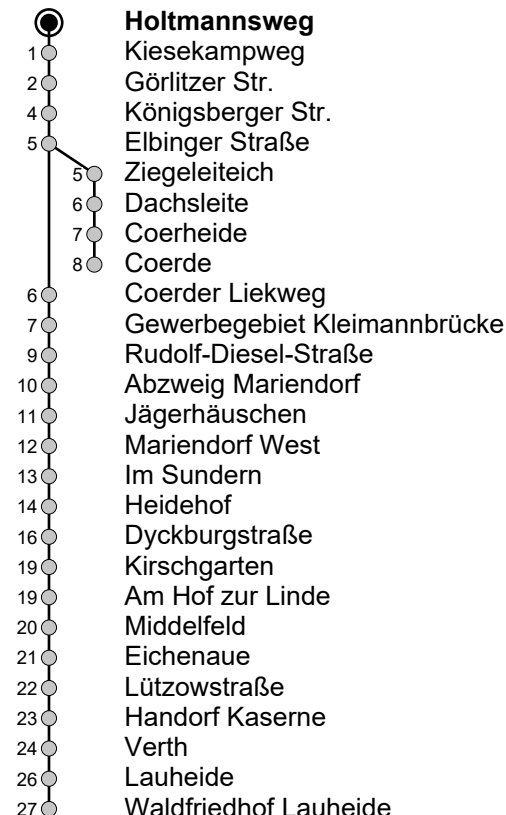 Holtmannsweg
1 Kiesekampweg
2 Görlitzer Str.
4 Königsberger Str.
5 Elbinger Straße
5 Ziegeleiteich
6 Dachsleite
7 Coerheide
8 Coerde
6 Coerder Liekweg
7 Gewerbegebiet Kleimannbrücke
9 Rudolf-Diesel-Straße
10 Abzweig Mariendorf
11 Jägerhäuschen
12 Mariendorf West
13 Im Sundern
14 Heidehof
16 Dyckburgstraße
19 Kirschgarten
19 Am Hof zur Linde
20 Middelfeld
21 Eichenaue
22 Lützowstraße
23 Handorf Kaserne
24 Verth
26 Lauheide
27 Waldfriedhof Lauheide